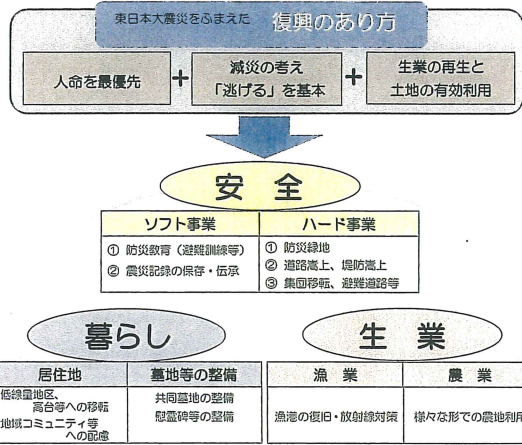 東日本大震災をふまえた 復興のあり方
人命を最優先 + 減災の考え + 生業の再生と
「逃げる」を基本 土地の有効利用
安 全
ソフト事業 ハード事業
① 防災教育(避難訓練等) ① 防災緑地
② 震災記録の保存・伝承 ② 道路嵩上、堤防嵩上
③ 集団移転、避難道路等
暮らし 生 業
居住地 墓地等の整備 漁 業 農 業
低線量地区、 共同墓地の整備
高台等への移転 慰霊碑等の整備 漁港の復旧・放射線対策 様々な形での農地利用
地域コミュニティ等
への配慮